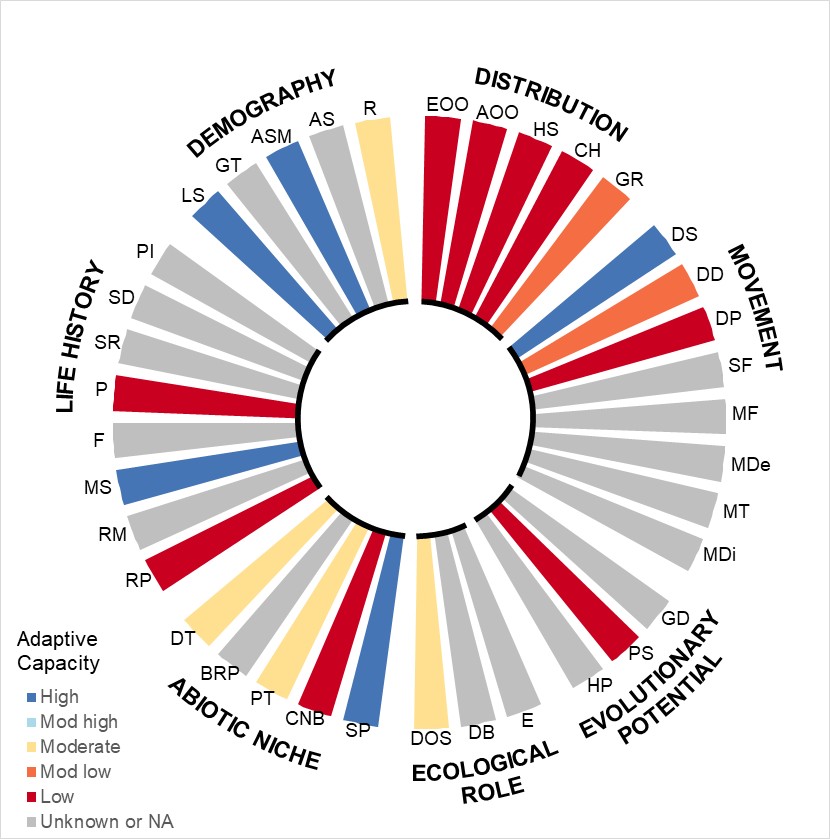 DISTRIBUTION
EOO
AOO
HS
CH
GR
MOVEMENT
DS
DD
DP
SF
MF
MDe
MT
MDi
EVOLUTIONARY
POTENTIAL
GD
PS
HP
ECOLOGICAL
ROLE
E
DB
DOS
ABIOTIC NICHE
SP
CNB
PT
BRP
DT
LIFE HISTORY
RP
RM
MS
F
P
SR
SD
PI
DEMOGRAPHY
LS
GT
ASM
AS
R
Adaptive
Capacity
High
Mod high
Moderate
Mod low
Low
Unknown or NA